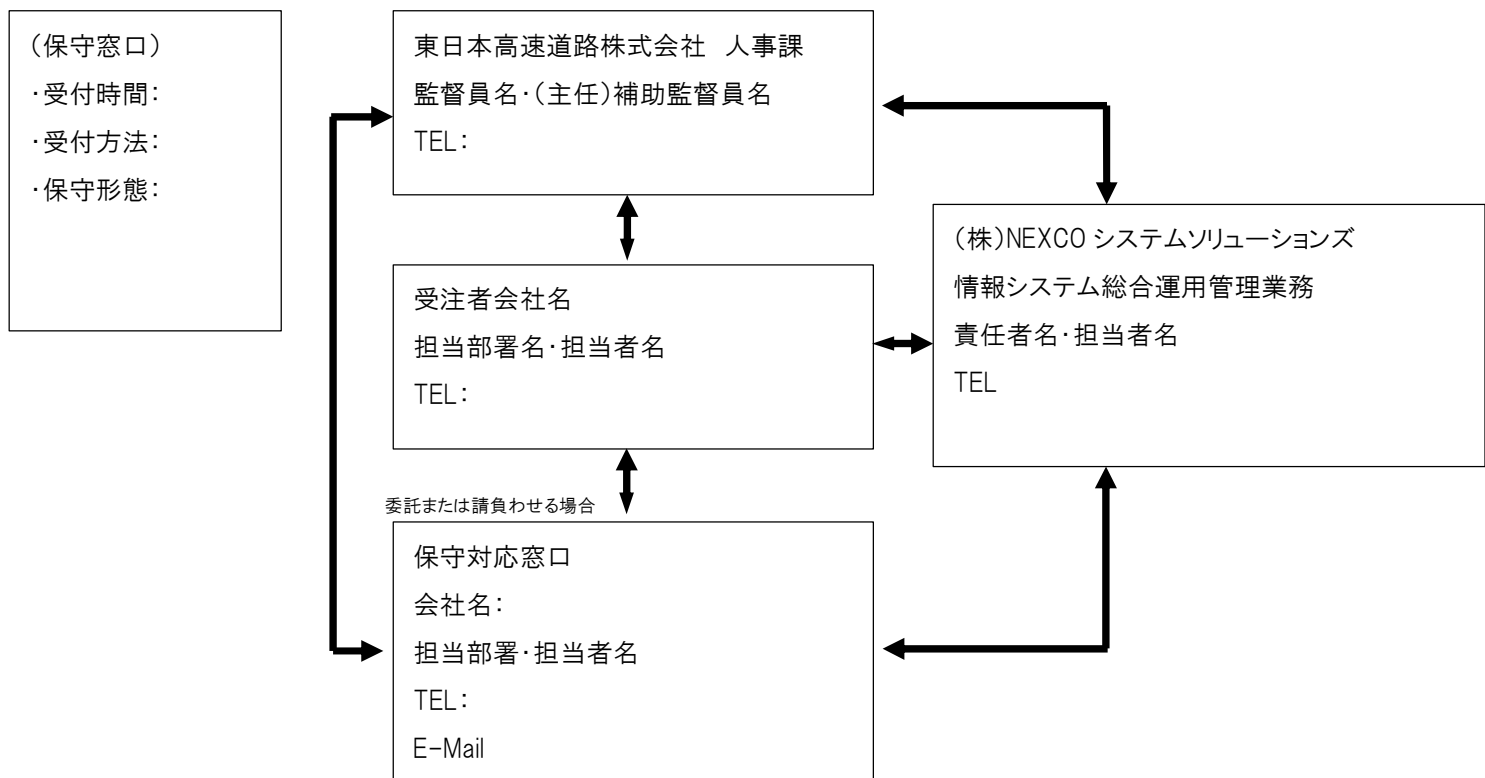 (保守窓口)
・受付時間:
・受付方法:
・保守形態:
東日本高速道路株式会社 人事課
監督員名・(主任)補助監督員名
TEL:
(株)NEXCO システムソリューションズ
情報システム総合運用管理業務
責任者名・担当者名
TEL
受注者会社名
担当部署名・担当者名
TEL:
委託または請負わせる場合
保守対応窓口
会社名:
担当部署・担当者名
TEL:
E-Mail